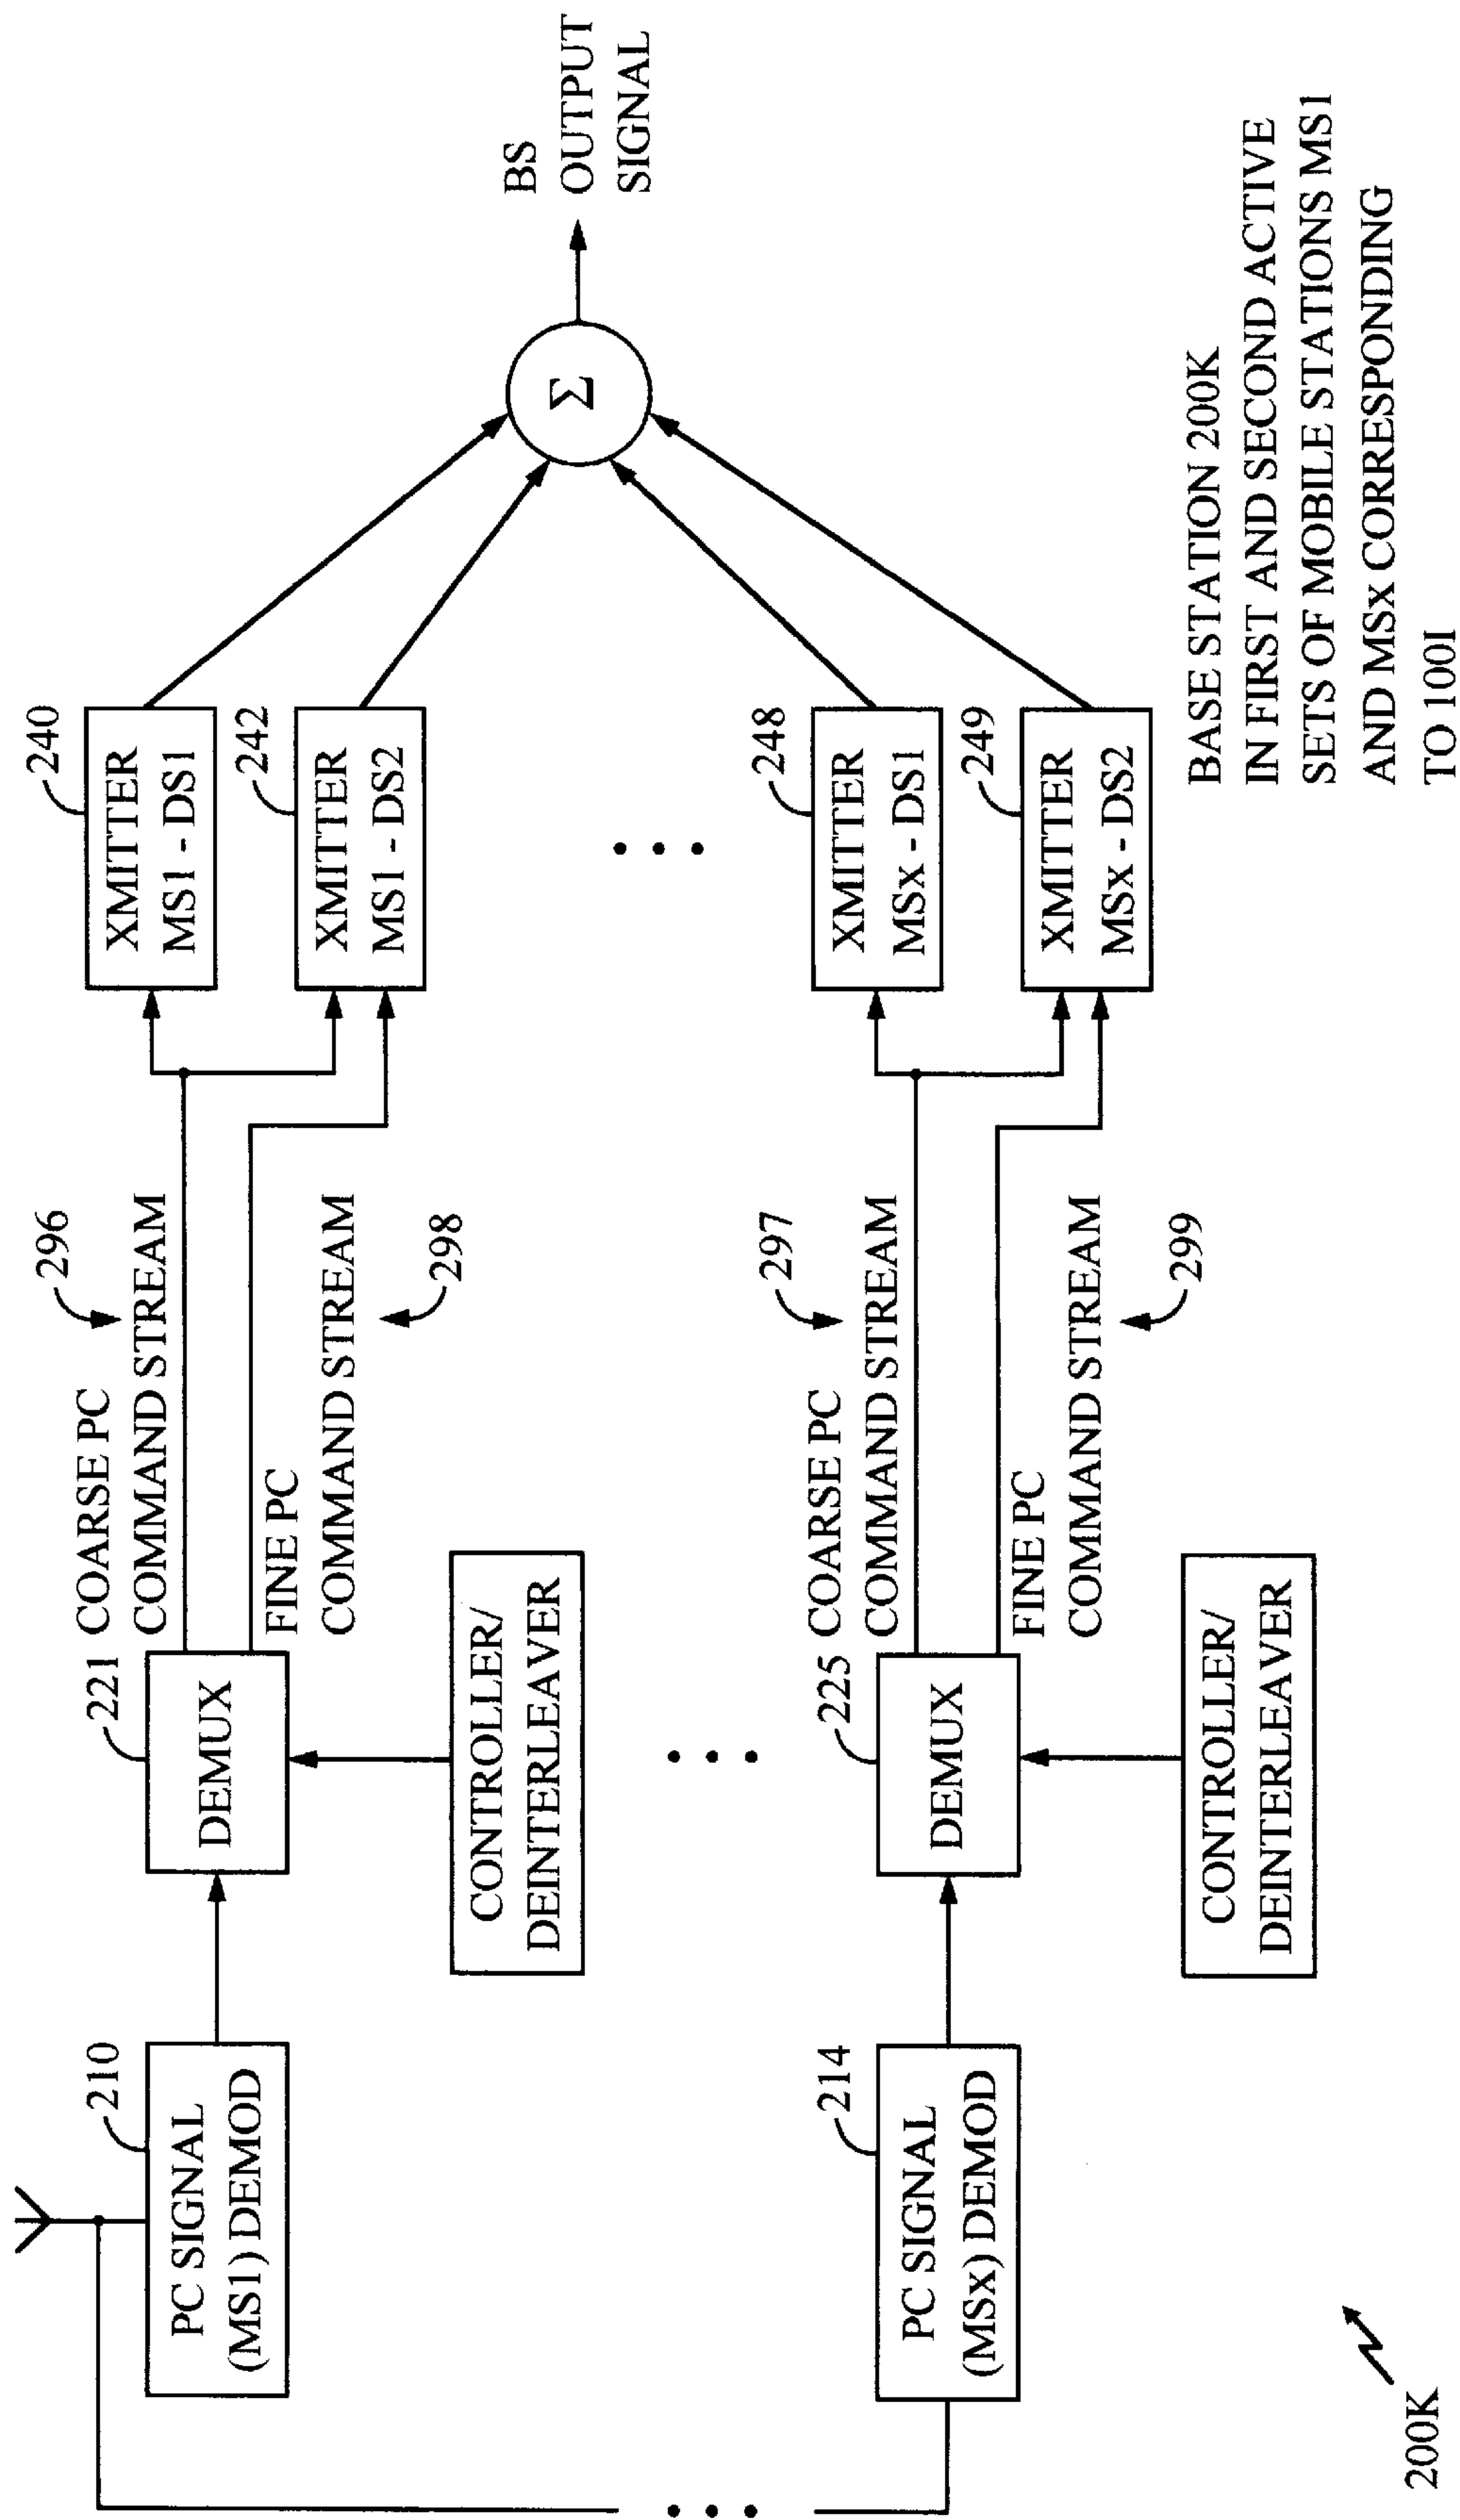 210
PC SIGNAL
(MS1) DEMOD
221
DEMUX
CONTROLLER/
DEINTERLEAVER
296
COARSE PC
COMMAND STREAM
FINE PC
COMMAND STREAM
298
240
XMITTER
MS1 - DS1
242
XMITTER
MS1 - DS2
Σ
BS
OUTPUT
SIGNAL
214
PC SIGNAL
(MSx) DEMOD
225
DEMUX
CONTROLLER/
DEINTERLEAVER
297
COARSE PC
COMMAND STREAM
FINE PC
COMMAND STREAM
299
248
XMITTER
MSx - DS1
249
XMITTER
MSx - DS2
BASE STATION 200K
IN FIRST AND SECOND ACTIVE
SETS OF MOBILE STATIONS MS1
AND MSx CORRESPONDING
TO 100I
200K